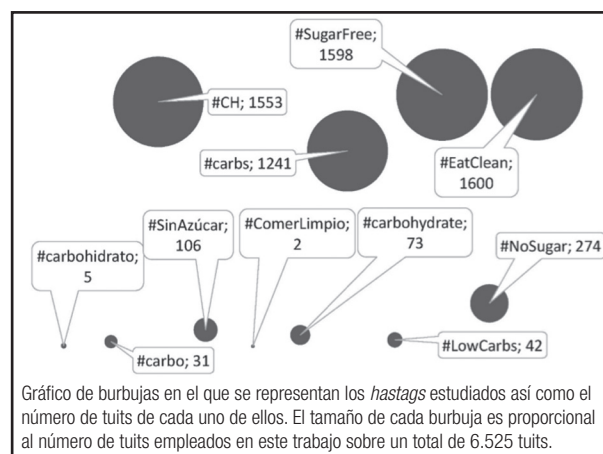 #SugarFree;
1598
#CH; 1553
#carbs; 1241
#EatClean;
1600
#SinAzúcar;
106
#ComerLimpio;
2
#carbohydrate;
73
#carbohidrato;
5
#NoSugar; 274
#carbo; 31
#LowCarbs; 42
Gráfico de burbujas en el que se representan los hastags estudiados así como el
número de tuits de cada uno de ellos. El tamaño de cada burbuja es proporcional
al número de tuits empleados en este trabajo sobre un total de 6.525 tuits.